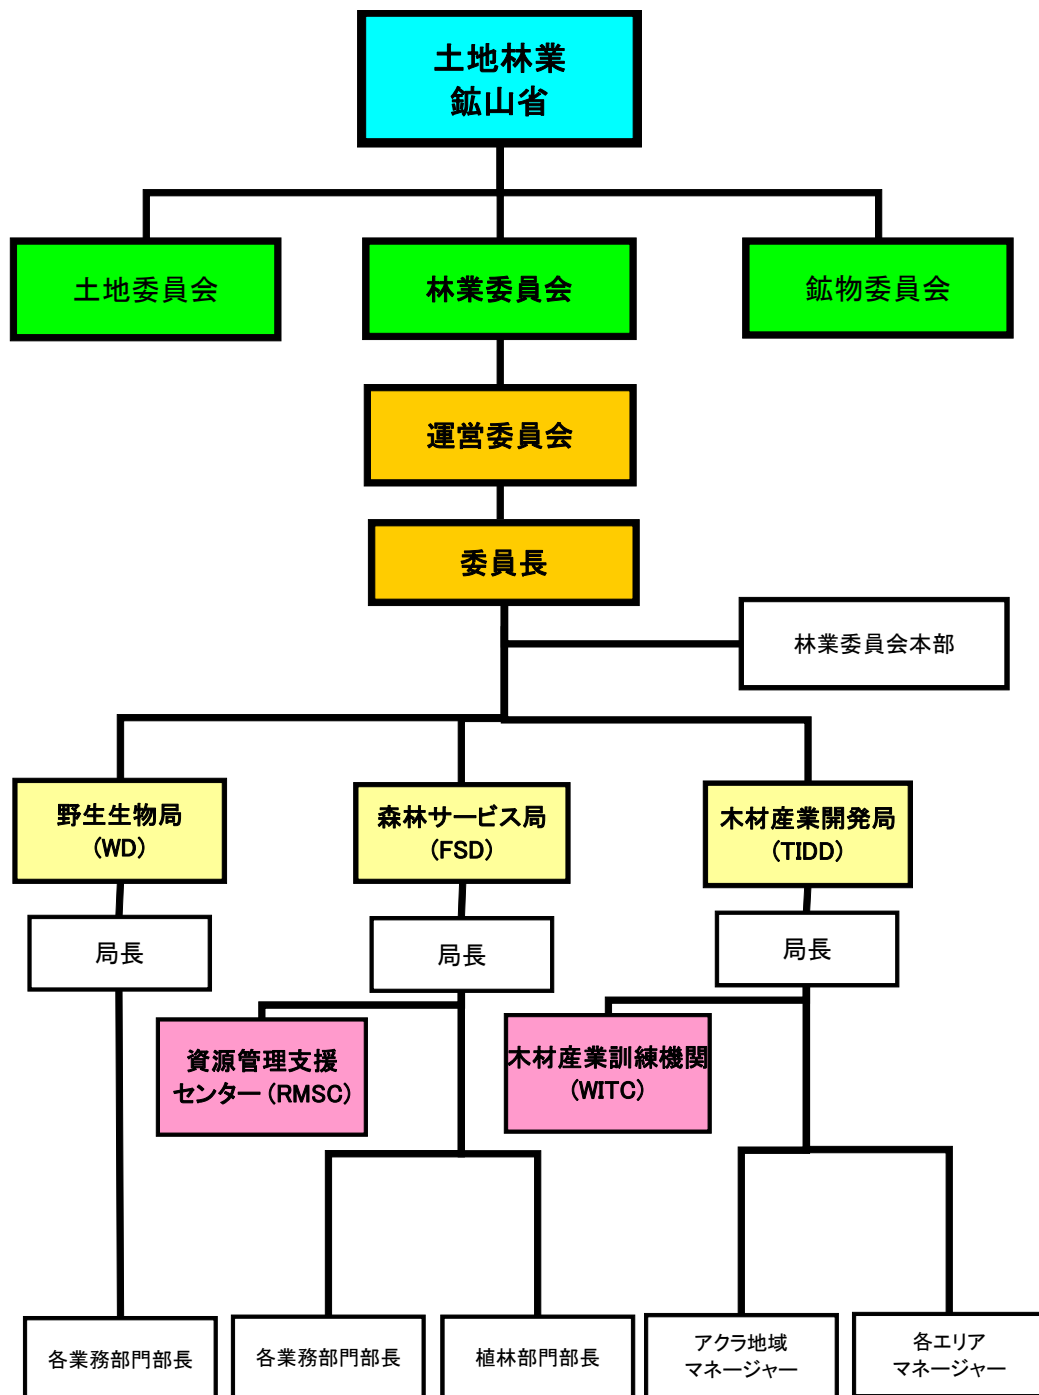 土地林業
鉱山省
土地委員会
林業委員会
鉱物委員会
運営委員会
委員長
林業委員会本部
野生生物局
(WD)
森林サービス局
(FSD)
木材産業開発局
(TIDD)
局長
局長
局長
資源管理支援
センター (RMSC)
木材産業訓練機関
(WITC)
各業務部門部長
各業務部門部長
植林部門部長
アクラ地域
マネージャー
各エリア
マネージャー